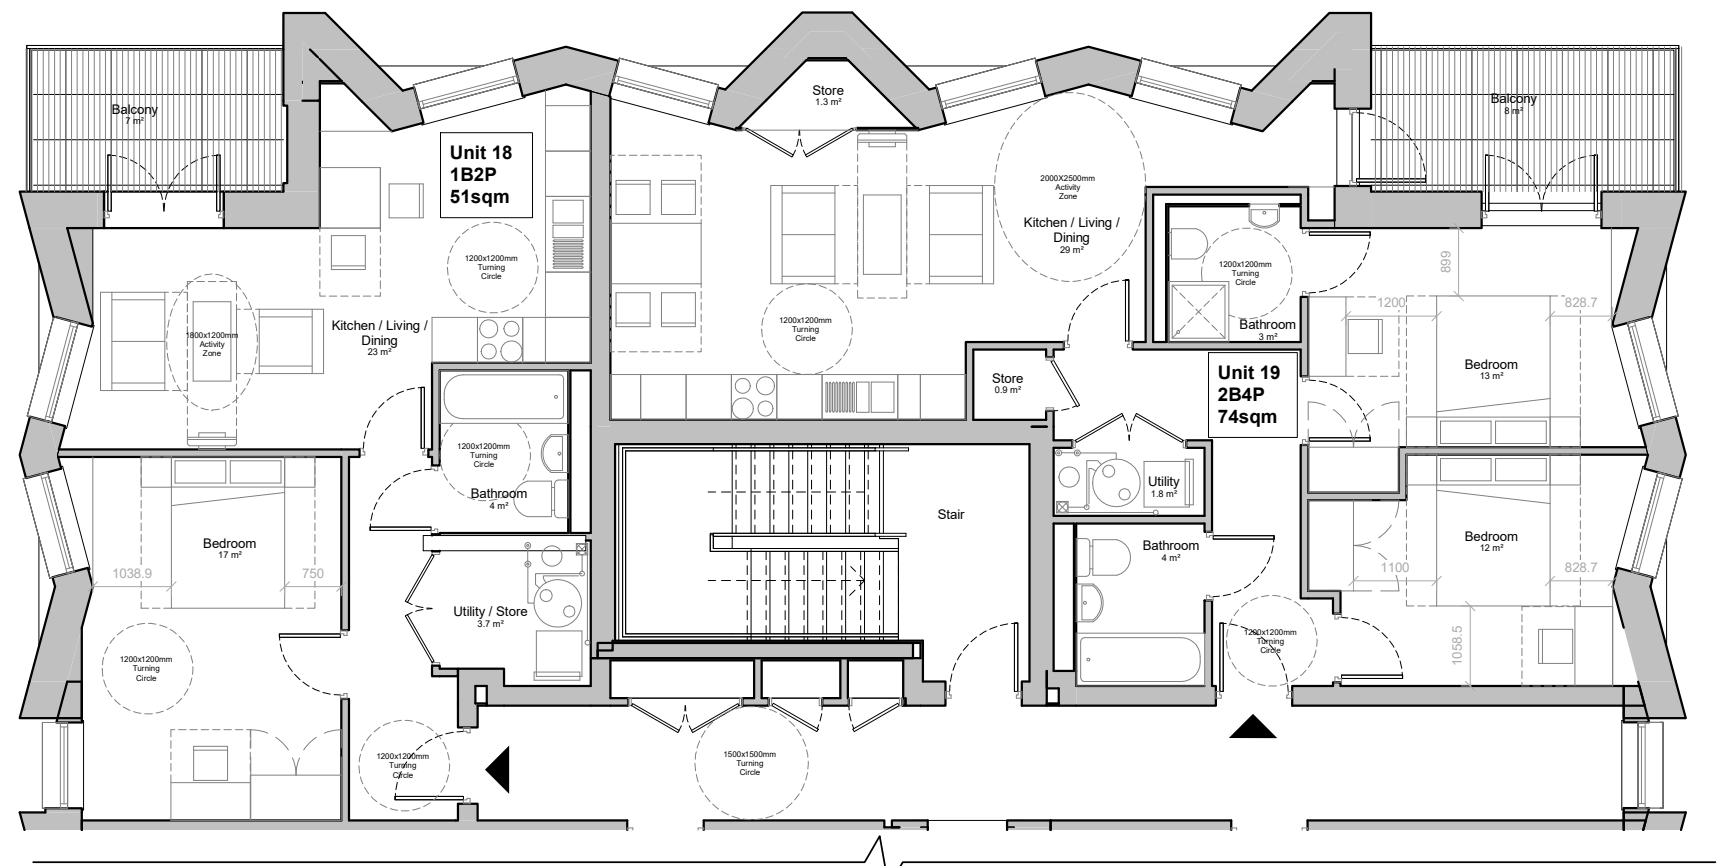 Balcony
7 m²
Unit 18
1B2P
51sqm
1200x1200mm
Turning
Circle
1800x1200mm
Activity
Zone
Kitchen / Living /
Dining
23 m²
Store
1.3 m²
2000X2500mm
Activity
Zone
Kitchen / Living /
Dining
29 m²
1200x1200mm
Turning
Circle
Balcony
8 m²
1200x1200mm
Turning
Circle
Bathroom
3 m²
899
1200
828.7
Bedroom
13 m²
Store
0.9 m²
Unit 19
2B4P
74sqm
1200x1200mm
Turning
Circle
Bathroom
4 m²
Bedroom
17 m²
1038.9
750
Utility / Store
3.7 m²
1200x1200mm
Turning
Circle
1200x1200mm
Turning
Circle
Stair
Utility
1.8 m²
Bathroom
4 m²
Bedroom
12 m²
1100
828.7
1058.5
1200x1200mm
Turning
Circle
1500x1500mm
Turning
Circle